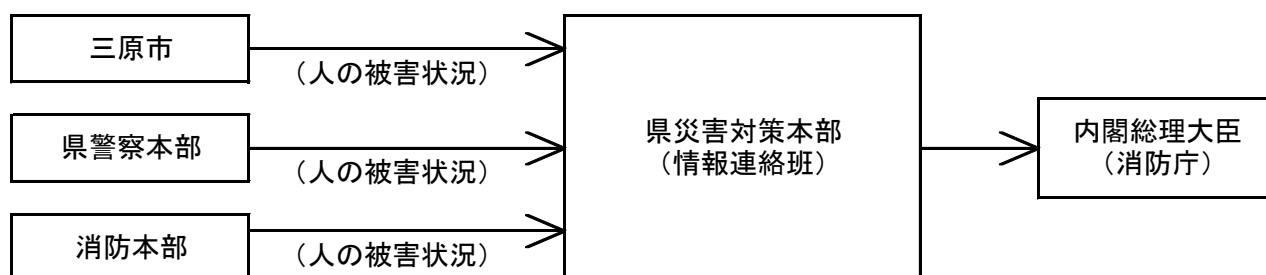 三原市
（人の被害状況）
県警察本部
（人の被害状況）
消防本部
（人の被害状況）
県災害対策本部
（情報連絡班）
内閣総理大臣
（消防庁）